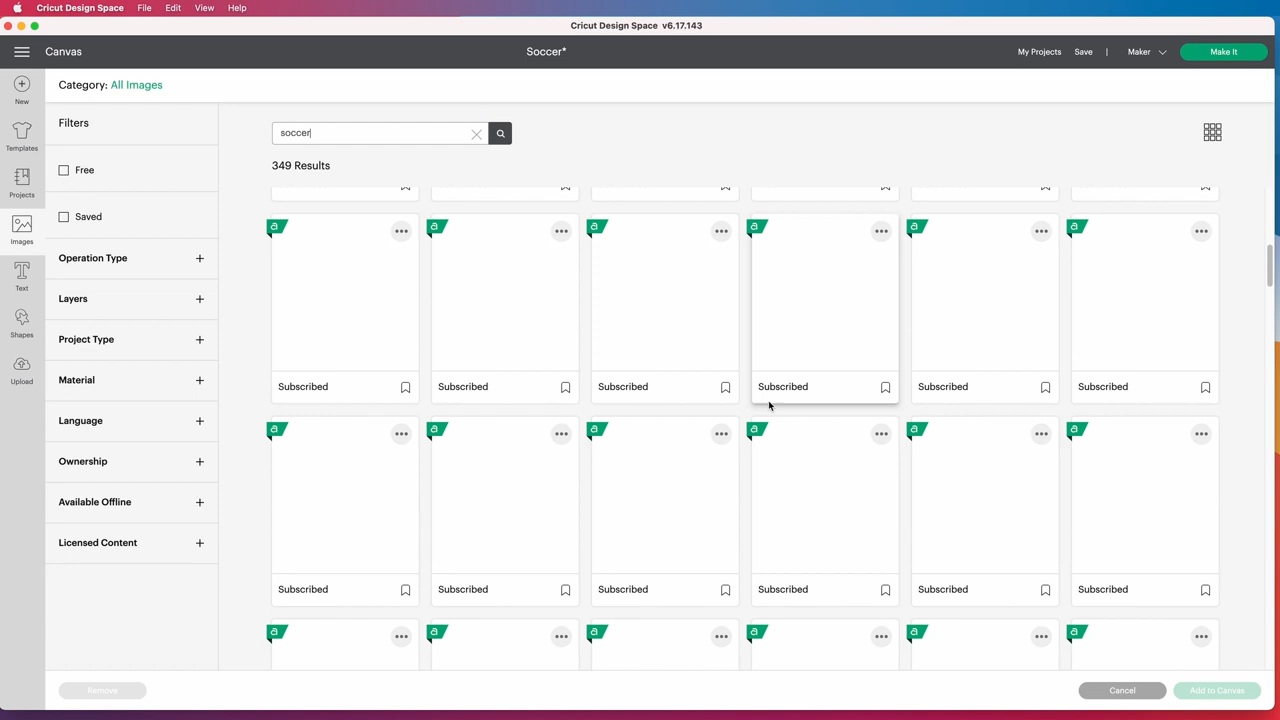 Cricut Design Space File Edit View Help
Cricut Design Space v6.17.143
Canvas Soccer* My Projects Save | Maker Make It
Category: All Images
New
Templates
Projects
Images
Text
Shapes
Upload
Filters
Free
Saved
Operation Type +
Layers +
Project Type +
Material +
Language +
Ownership +
Available Offline +
Licensed Content +
soccer
349 Results
a a a a a a
Subscribed Subscribed Subscribed Subscribed Subscribed Subscribed
a a a a a a
Subscribed Subscribed Subscribed Subscribed Subscribed Subscribed
a a a a a a
Remove Cancel Add to Canvas